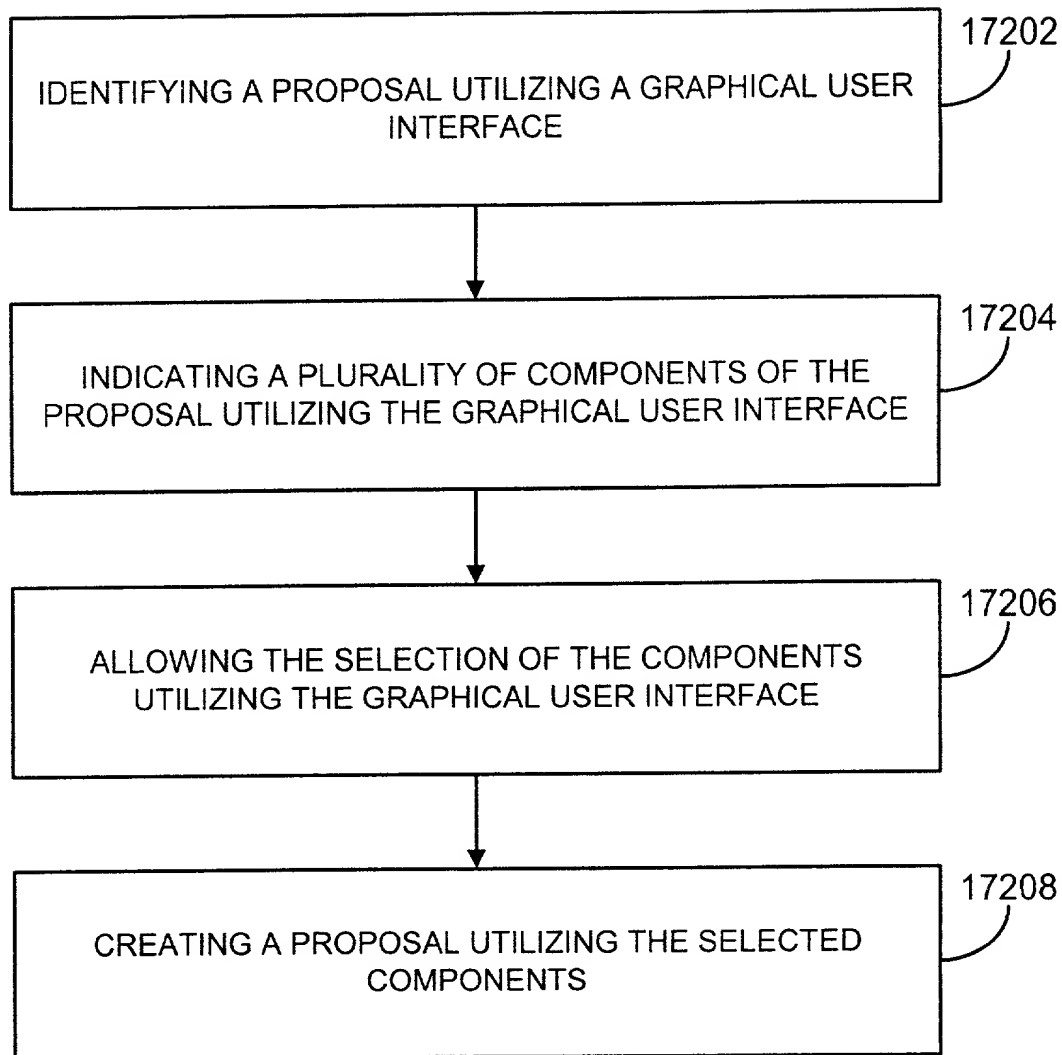 17202
IDENTIFYING A PROPOSAL UTILIZING A GRAPHICAL USER
INTERFACE
17204
INDICATING A PLURALITY OF COMPONENTS OF THE
PROPOSAL UTILIZING THE GRAPHICAL USER INTERFACE
17206
ALLOWING THE SELECTION OF THE COMPONENTS
UTILIZING THE GRAPHICAL USER INTERFACE
17208
CREATING A PROPOSAL UTILIZING THE SELECTED
COMPONENTS